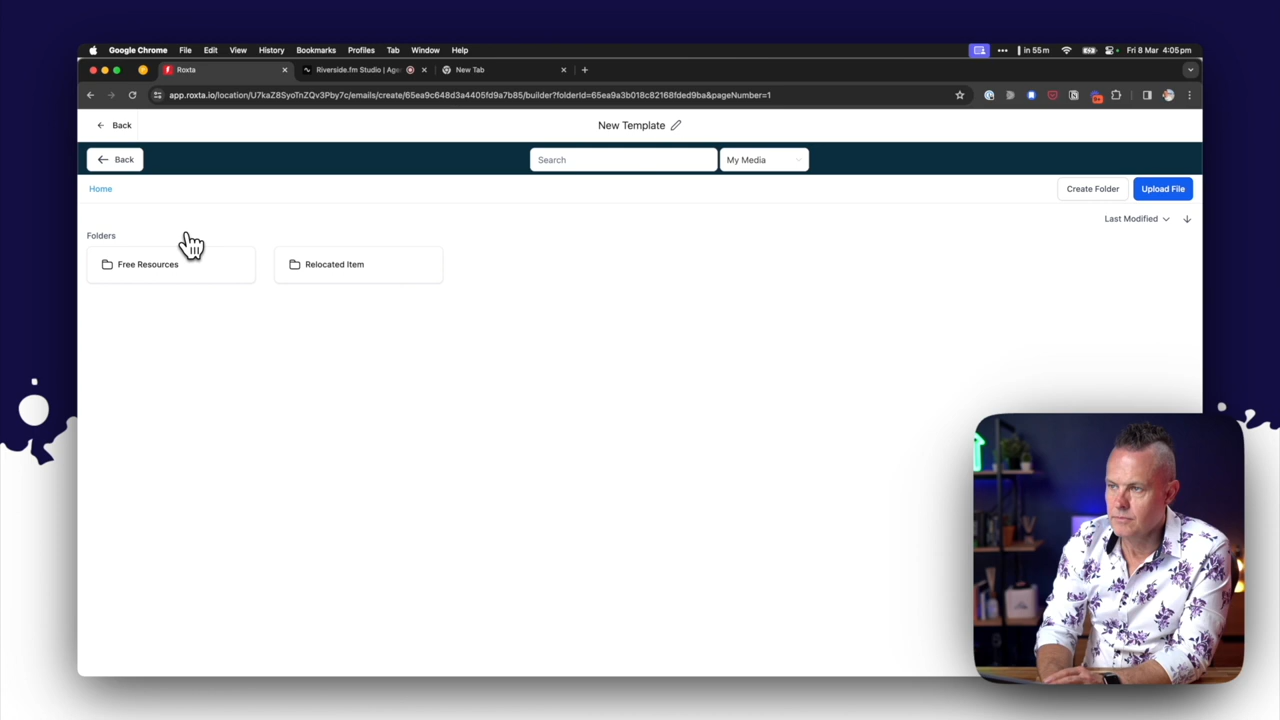 Google Chrome File Edit View History Bookmarks Profiles Tab Window Help in 55m Fri 8 Mar 4:05pm
Roxta Riverside.fm Studio | Age New Tab
app.roxta.io/location/U7kaZ8SyoTnZQv3Pby7c/emails/create/65ea9c648d3a4405fd9a7b85/builder?folderId=65ea9a3b018c82168fded9ba&pageNumber=1
Back New Template
Back Search My Media
Home Create Folder Upload File
Last Modified
Folders
Free Resources Relocated Item